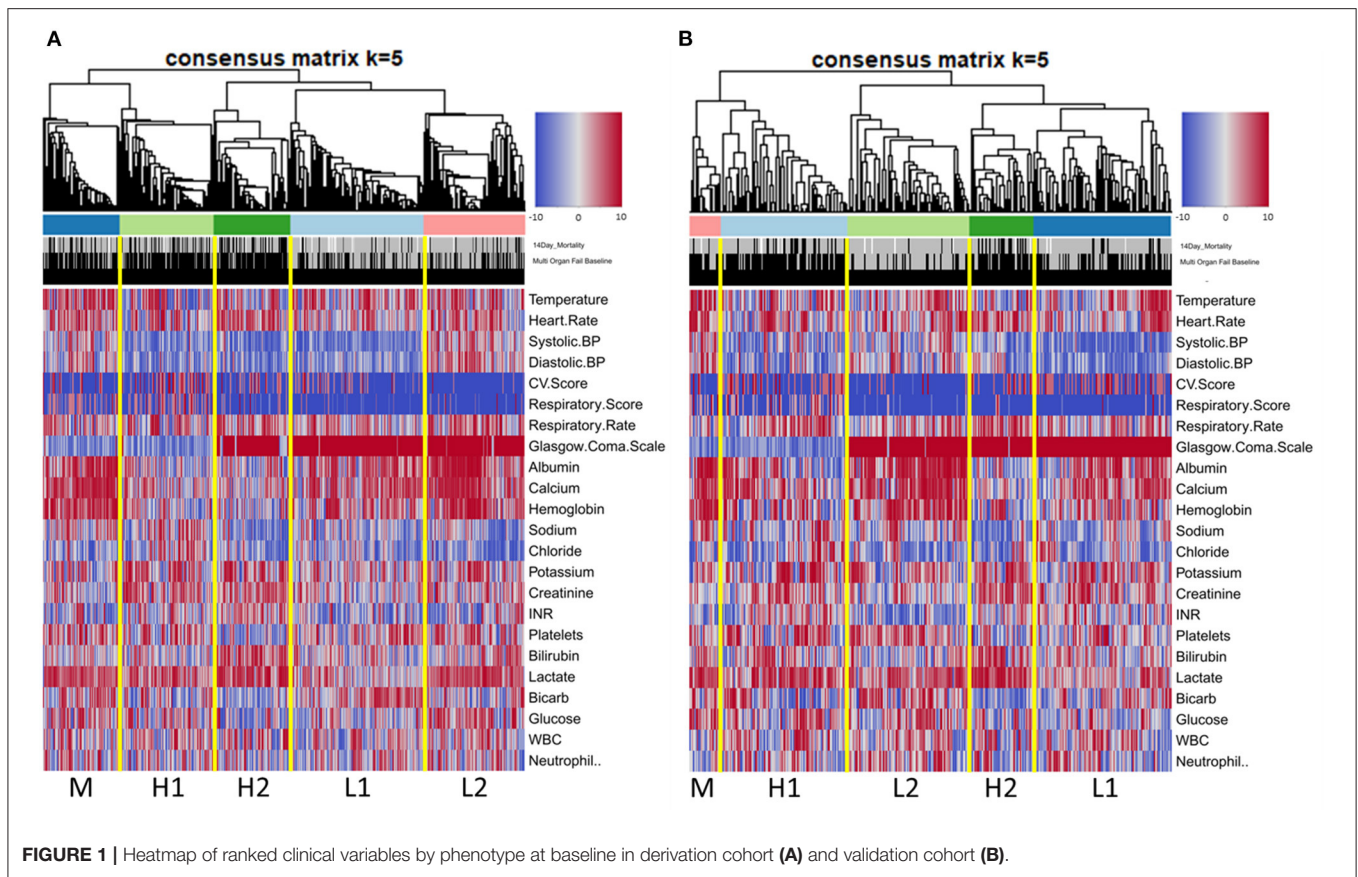 A
consensus matrix k=5
-10 0 10
14Day_Mortality
Multi Organ Fail Baseline
Temperature
Heart.Rate
Systolic.BP
Diastolic.BP
CV.Score
Respiratory.Score
Respiratory.Rate
Glasgow.Coma.Scale
Albumin
Calcium
Hemoglobin
Sodium
Chloride
Potassium
Creatinine
INR
Platelets
Bilirubin
Lactate
Bicarb
Glucose
WBC
Neutrophil..
M H1 H2 L1 L2
B
consensus matrix k=5
-10 0 10
14Day_Mortality
Multi Organ Fail Baseline
Temperature
Heart.Rate
Systolic.BP
Diastolic.BP
CV.Score
Respiratory.Score
Respiratory.Rate
Glasgow.Coma.Scale
Albumin
Calcium
Hemoglobin
Sodium
Chloride
Potassium
Creatinine
INR
Platelets
Bilirubin
Lactate
Bicarb
Glucose
WBC
Neutrophil..
M H1 L2 H2 L1
FIGURE 1 | Heatmap of ranked clinical variables by phenotype at baseline in derivation cohort (A) and validation cohort (B).